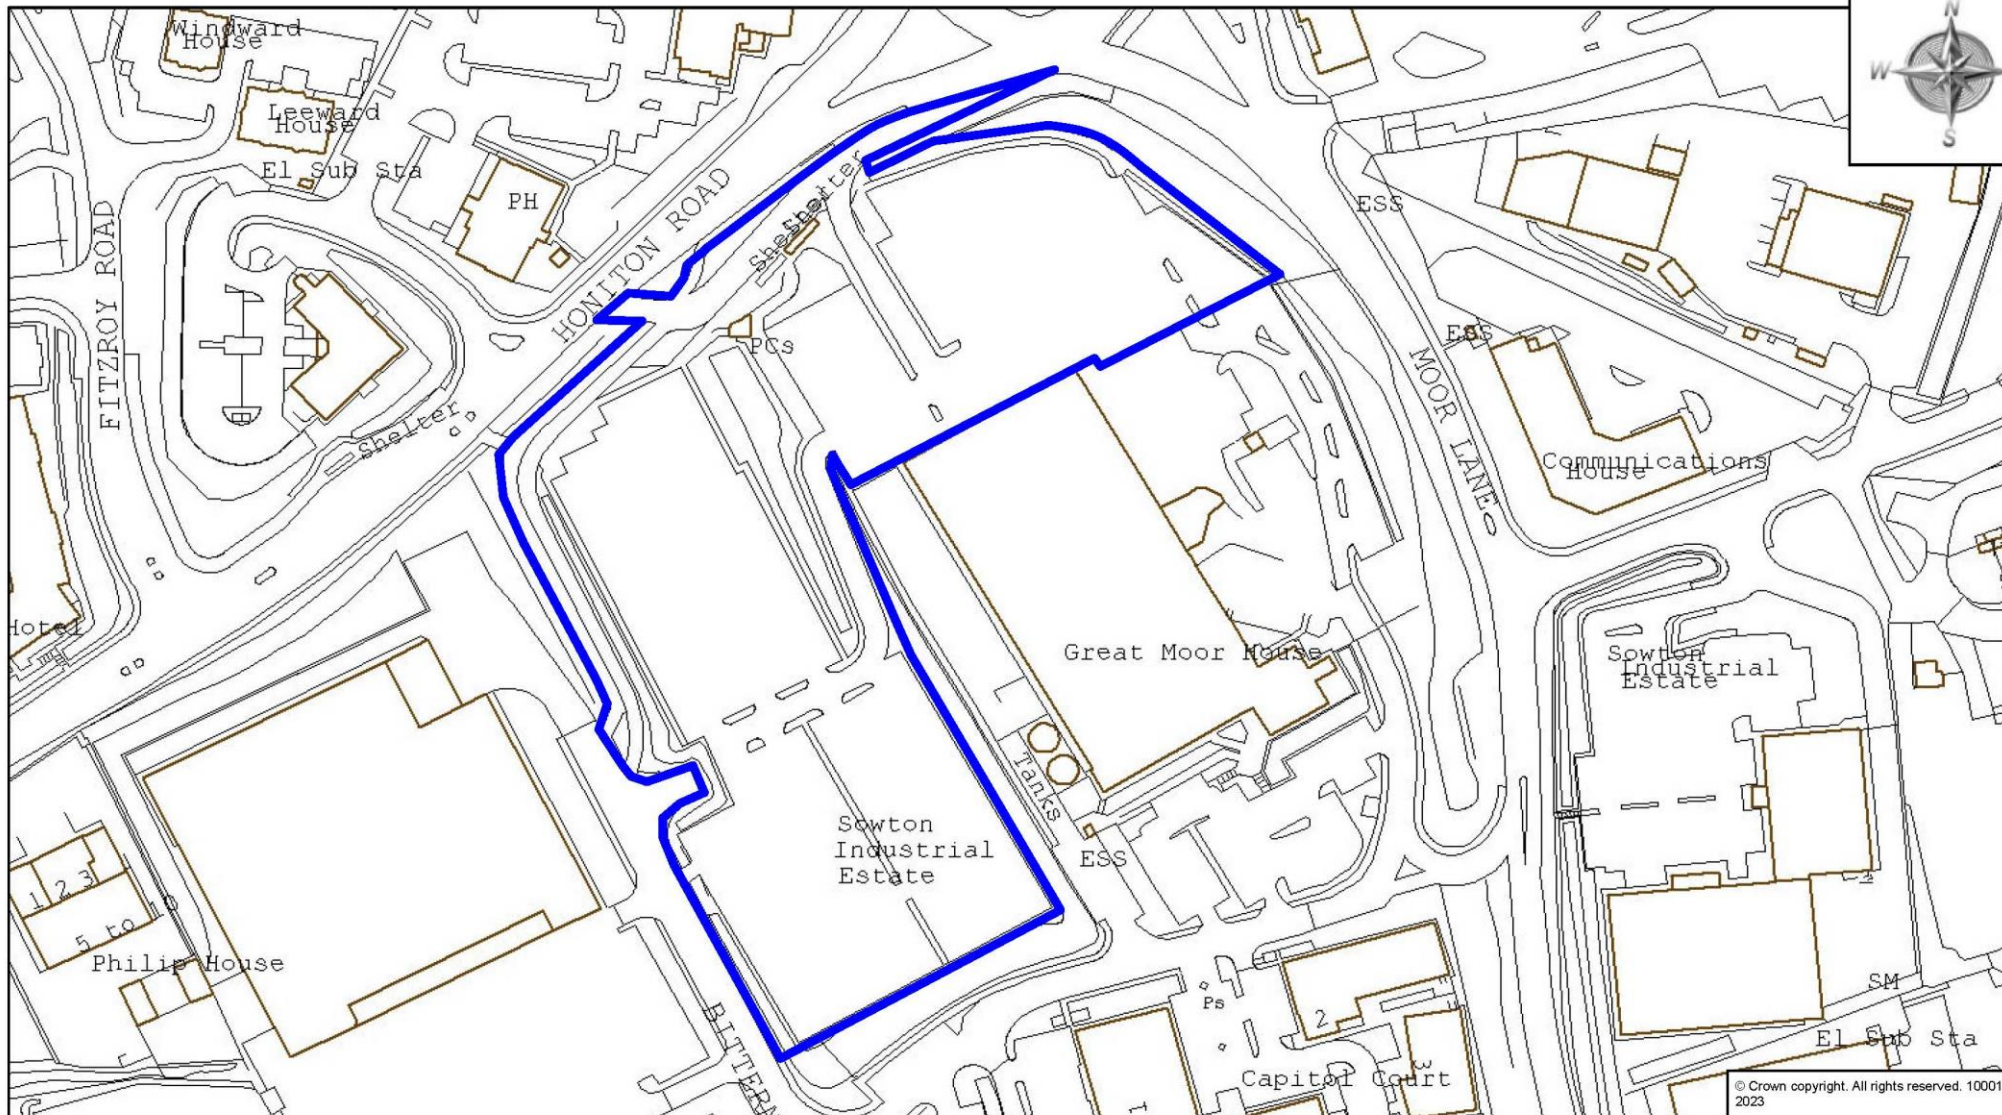 N
W
S
Windward
House
Leeward
House
El Sub Sta
PH
FITZROY ROAD
HONITON ROAD
Shelter
Shelter
PCs
Shelter
ESS
ESS
MOOR LANE
Communications
House
Hotel
Great Moor House
Sowton
Industrial
Estate
Tanks
Sowton
Industrial
Estate
ESS
1
2
3
5 to
Philip House
BITTERN
Ps
2
3
1
Capitol Court
SM
El Sub Sta
© Crown copyright. All rights reserved. 10001
2023